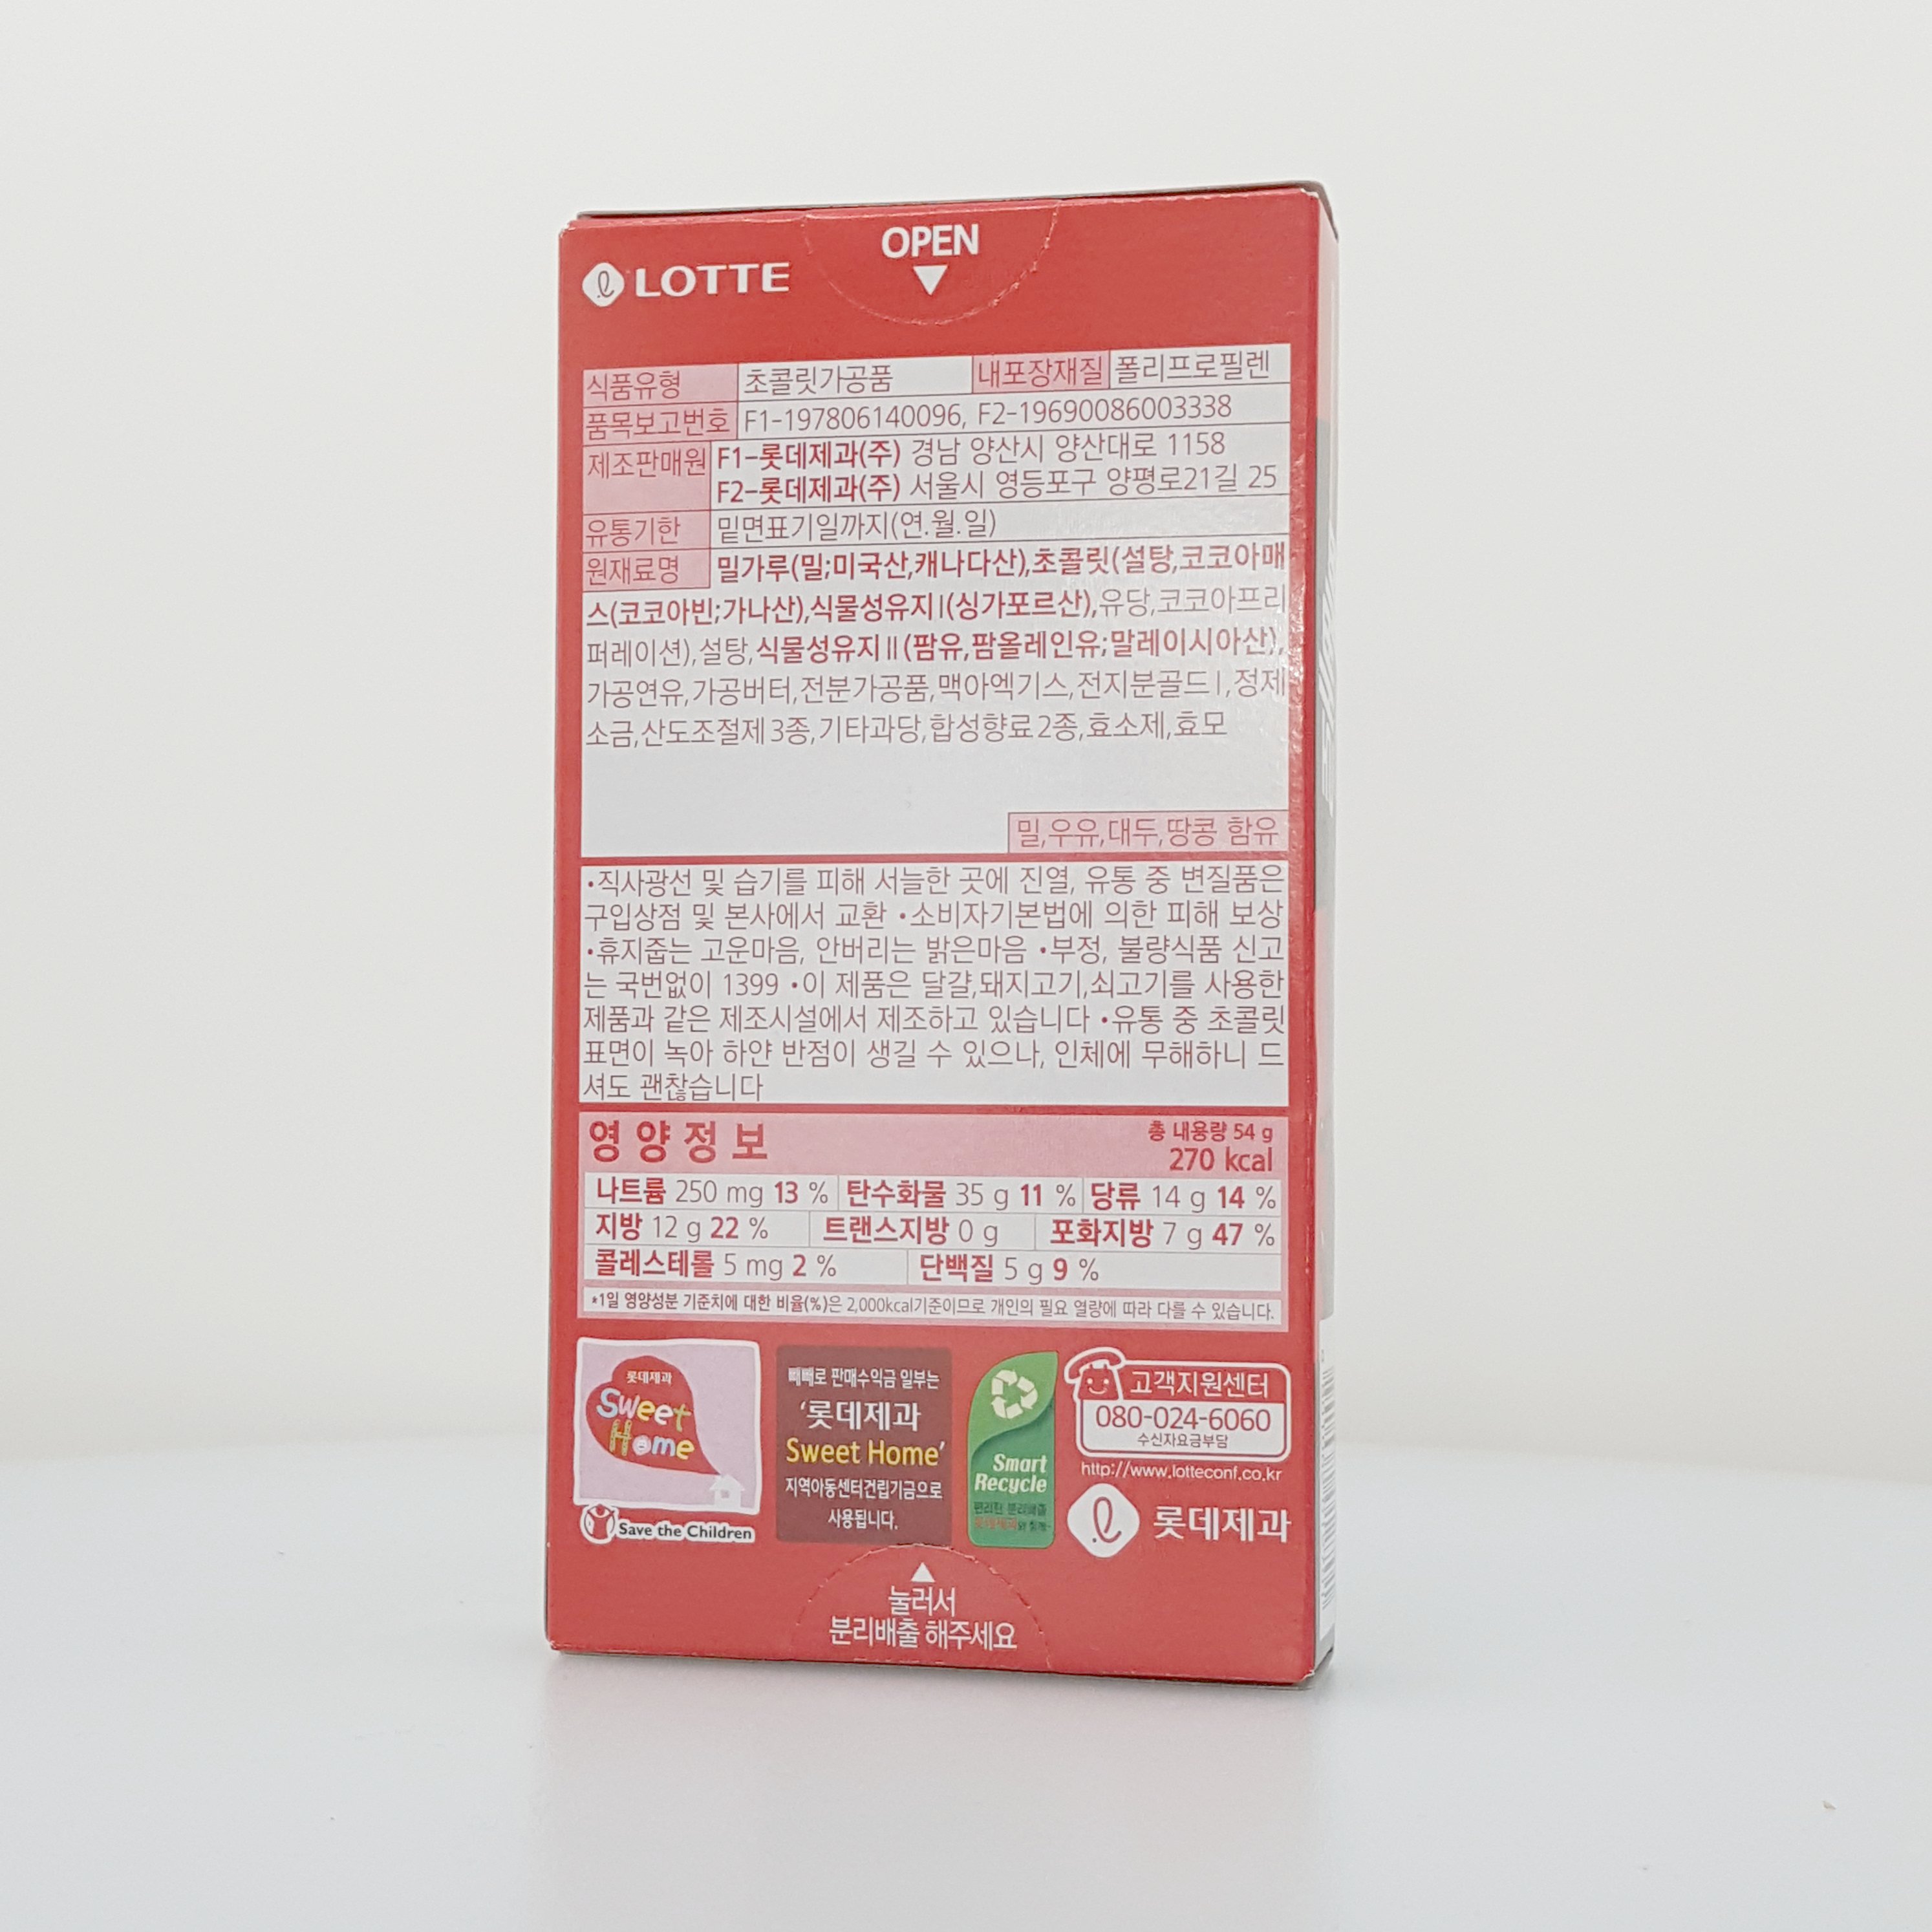 LOTTE
OPEN
식품유형 초콜릿가공품 내포장재질 폴리프로필렌
품목보고번호 F1-197806140096, F2-19690086003338
제조판매원 F1-롯데제과(주) 경남 양산시 양산대로 1158
F2-롯데제과(주) 서울시 영등포구 양평로21길 25
유통기한 밑면표기일까지(연.월.일)
원재료명 밀가루(밀;미국산,캐나다산),초콜릿(설탕,코코아매
스(코코아빈;가나산),식물성유지Ⅰ(싱가포르산),유당,코코아프리
퍼레이션),설탕,식물성유지Ⅱ(팜유,팜올레인유;말레이시아산),
가공연유,가공버터,전분가공품,맥아엑기스,전지분골드Ⅰ,정제
소금,산도조절제3종,기타과당,합성향료2종,효소제,효모
밀,우유,대두,땅콩 함유
•직사광선 및 습기를 피해 서늘한 곳에 진열, 유통 중 변질품은
구입상점 및 본사에서 교환 •소비자기본법에 의한 피해 보상
•휴지줍는 고운마음, 안버리는 밝은마음 •부정, 불량식품 신고
는 국번없이 1399 •이 제품은 달걀,돼지고기,쇠고기를 사용한
제품과 같은 제조시설에서 제조하고 있습니다 •유통 중 초콜릿
표면이 녹아 하얀 반점이 생길 수 있으나, 인체에 무해하니 드
셔도 괜찮습니다
영양정보 총 내용량 54 g
270 kcal
나트륨 250 mg 13 % 탄수화물 35 g 11 % 당류 14 g 14 %
지방 12 g 22 % 트랜스지방 0 g 포화지방 7 g 47 %
콜레스테롤 5 mg 2 % 단백질 5 g 9 %
*1일 영양성분 기준치에 대한 비율(%)은 2,000kcal기준이므로 개인의 필요 열량에 따라 다를 수 있습니다.
롯데제과
Sweet
Home
Save the Children
빼빼로 판매수익금 일부는
'롯데제과
Sweet Home'
지역아동센터건립기금으로
사용됩니다.
Smart
Recycle
편리한 분리배출
롯데제과와 함께~
고객지원센터
080-024-6060
수신자요금부담
http://www.lotteconf.co.kr
롯데제과
눌러서
분리배출 해주세요